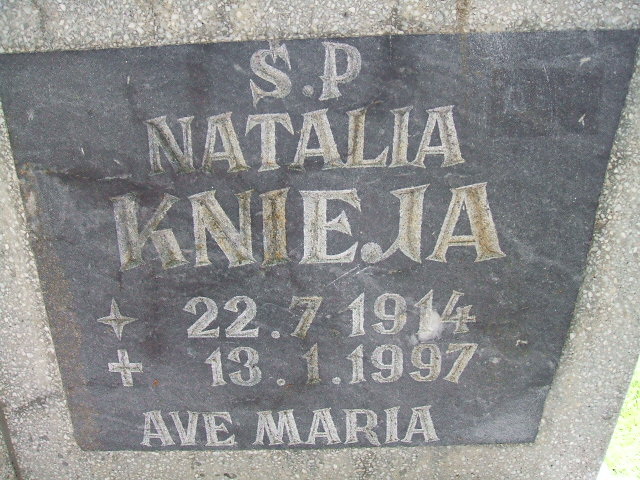 Ś.P
NATALIA
KNIEJA
22.7 1914
13.1.1997
AVE MARIA